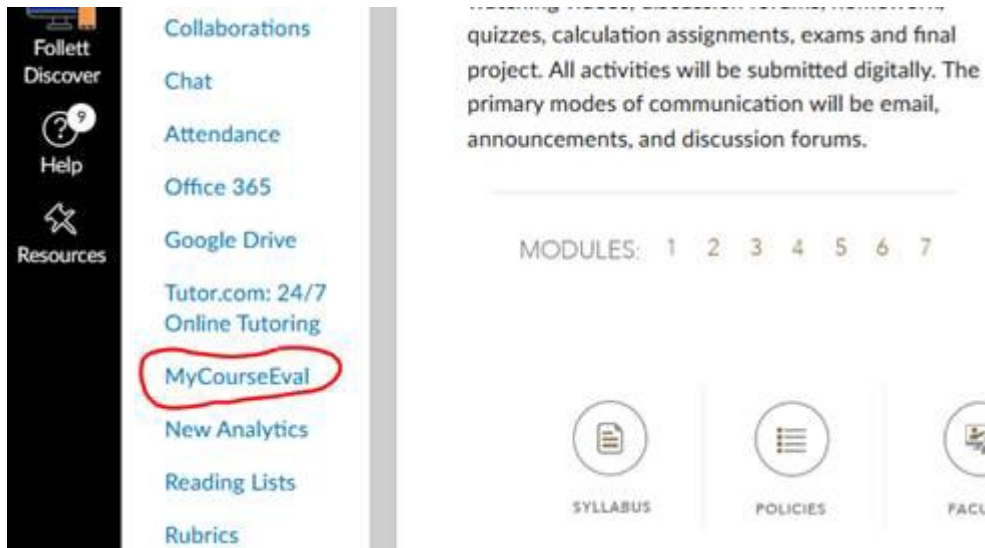 Follett
Discover
9
Help
Resources
Collaborations
Chat
Attendance
Office 365
Google Drive
Tutor.com: 24/7
Online Tutoring
MyCourseEval
New Analytics
Reading Lists
Rubrics
quizzes, calculation assignments, exams and final
project. All activities will be submitted digitally. The
primary modes of communication will be email,
announcements, and discussion forums.
MODULES: 1 2 3 4 5 6 7
SYLLABUS
POLICIES